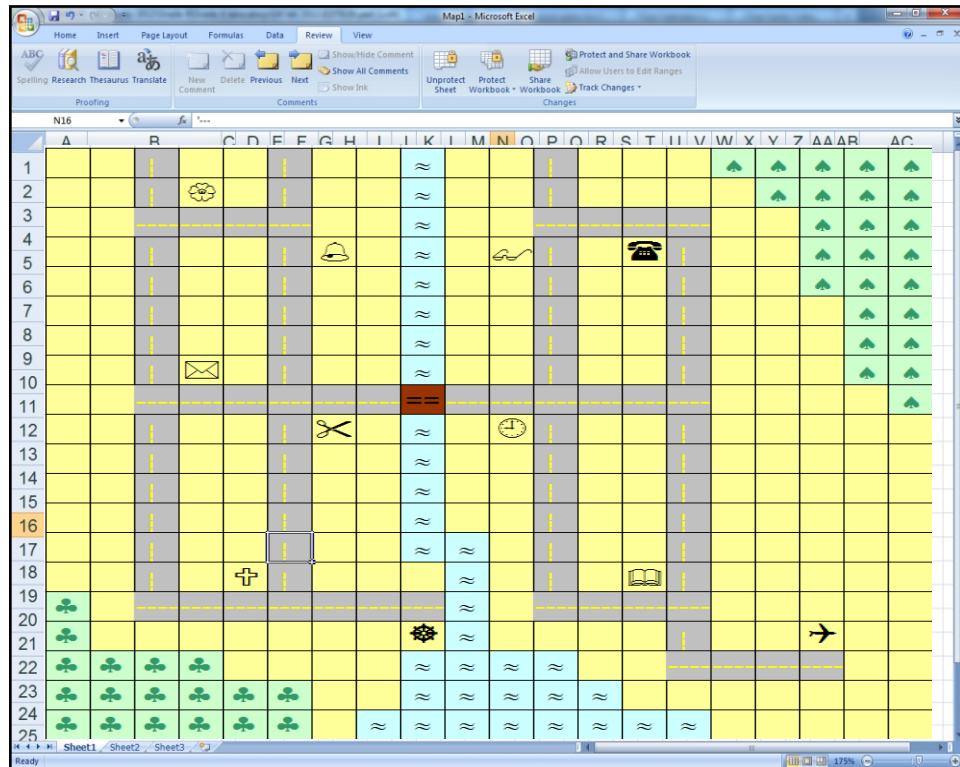 Map1 - Microsoft Excel
Home Insert Page Layout Formulas Data Review View
ABC
Spelling Research Thesaurus Translate
Proofing
New Comment Delete Previous Next
Show/Hide Comment
Show All Comments
Show Ink
Comments
Unprotect Sheet Protect Workbook Share Workbook
Protect and Share Workbook
Allow Users to Edit Ranges
Track Changes
Changes
N16 fx '---
A B C D E F G H I J K L M N O P Q R S T U V W X Y Z AA AB AC
1
2
3
4
5
6
7
8
9
10
11 ==
12
13
14
15
16
17
18
19
20
21
22
23
24
25
Sheet1 Sheet2 Sheet3
Ready 175%